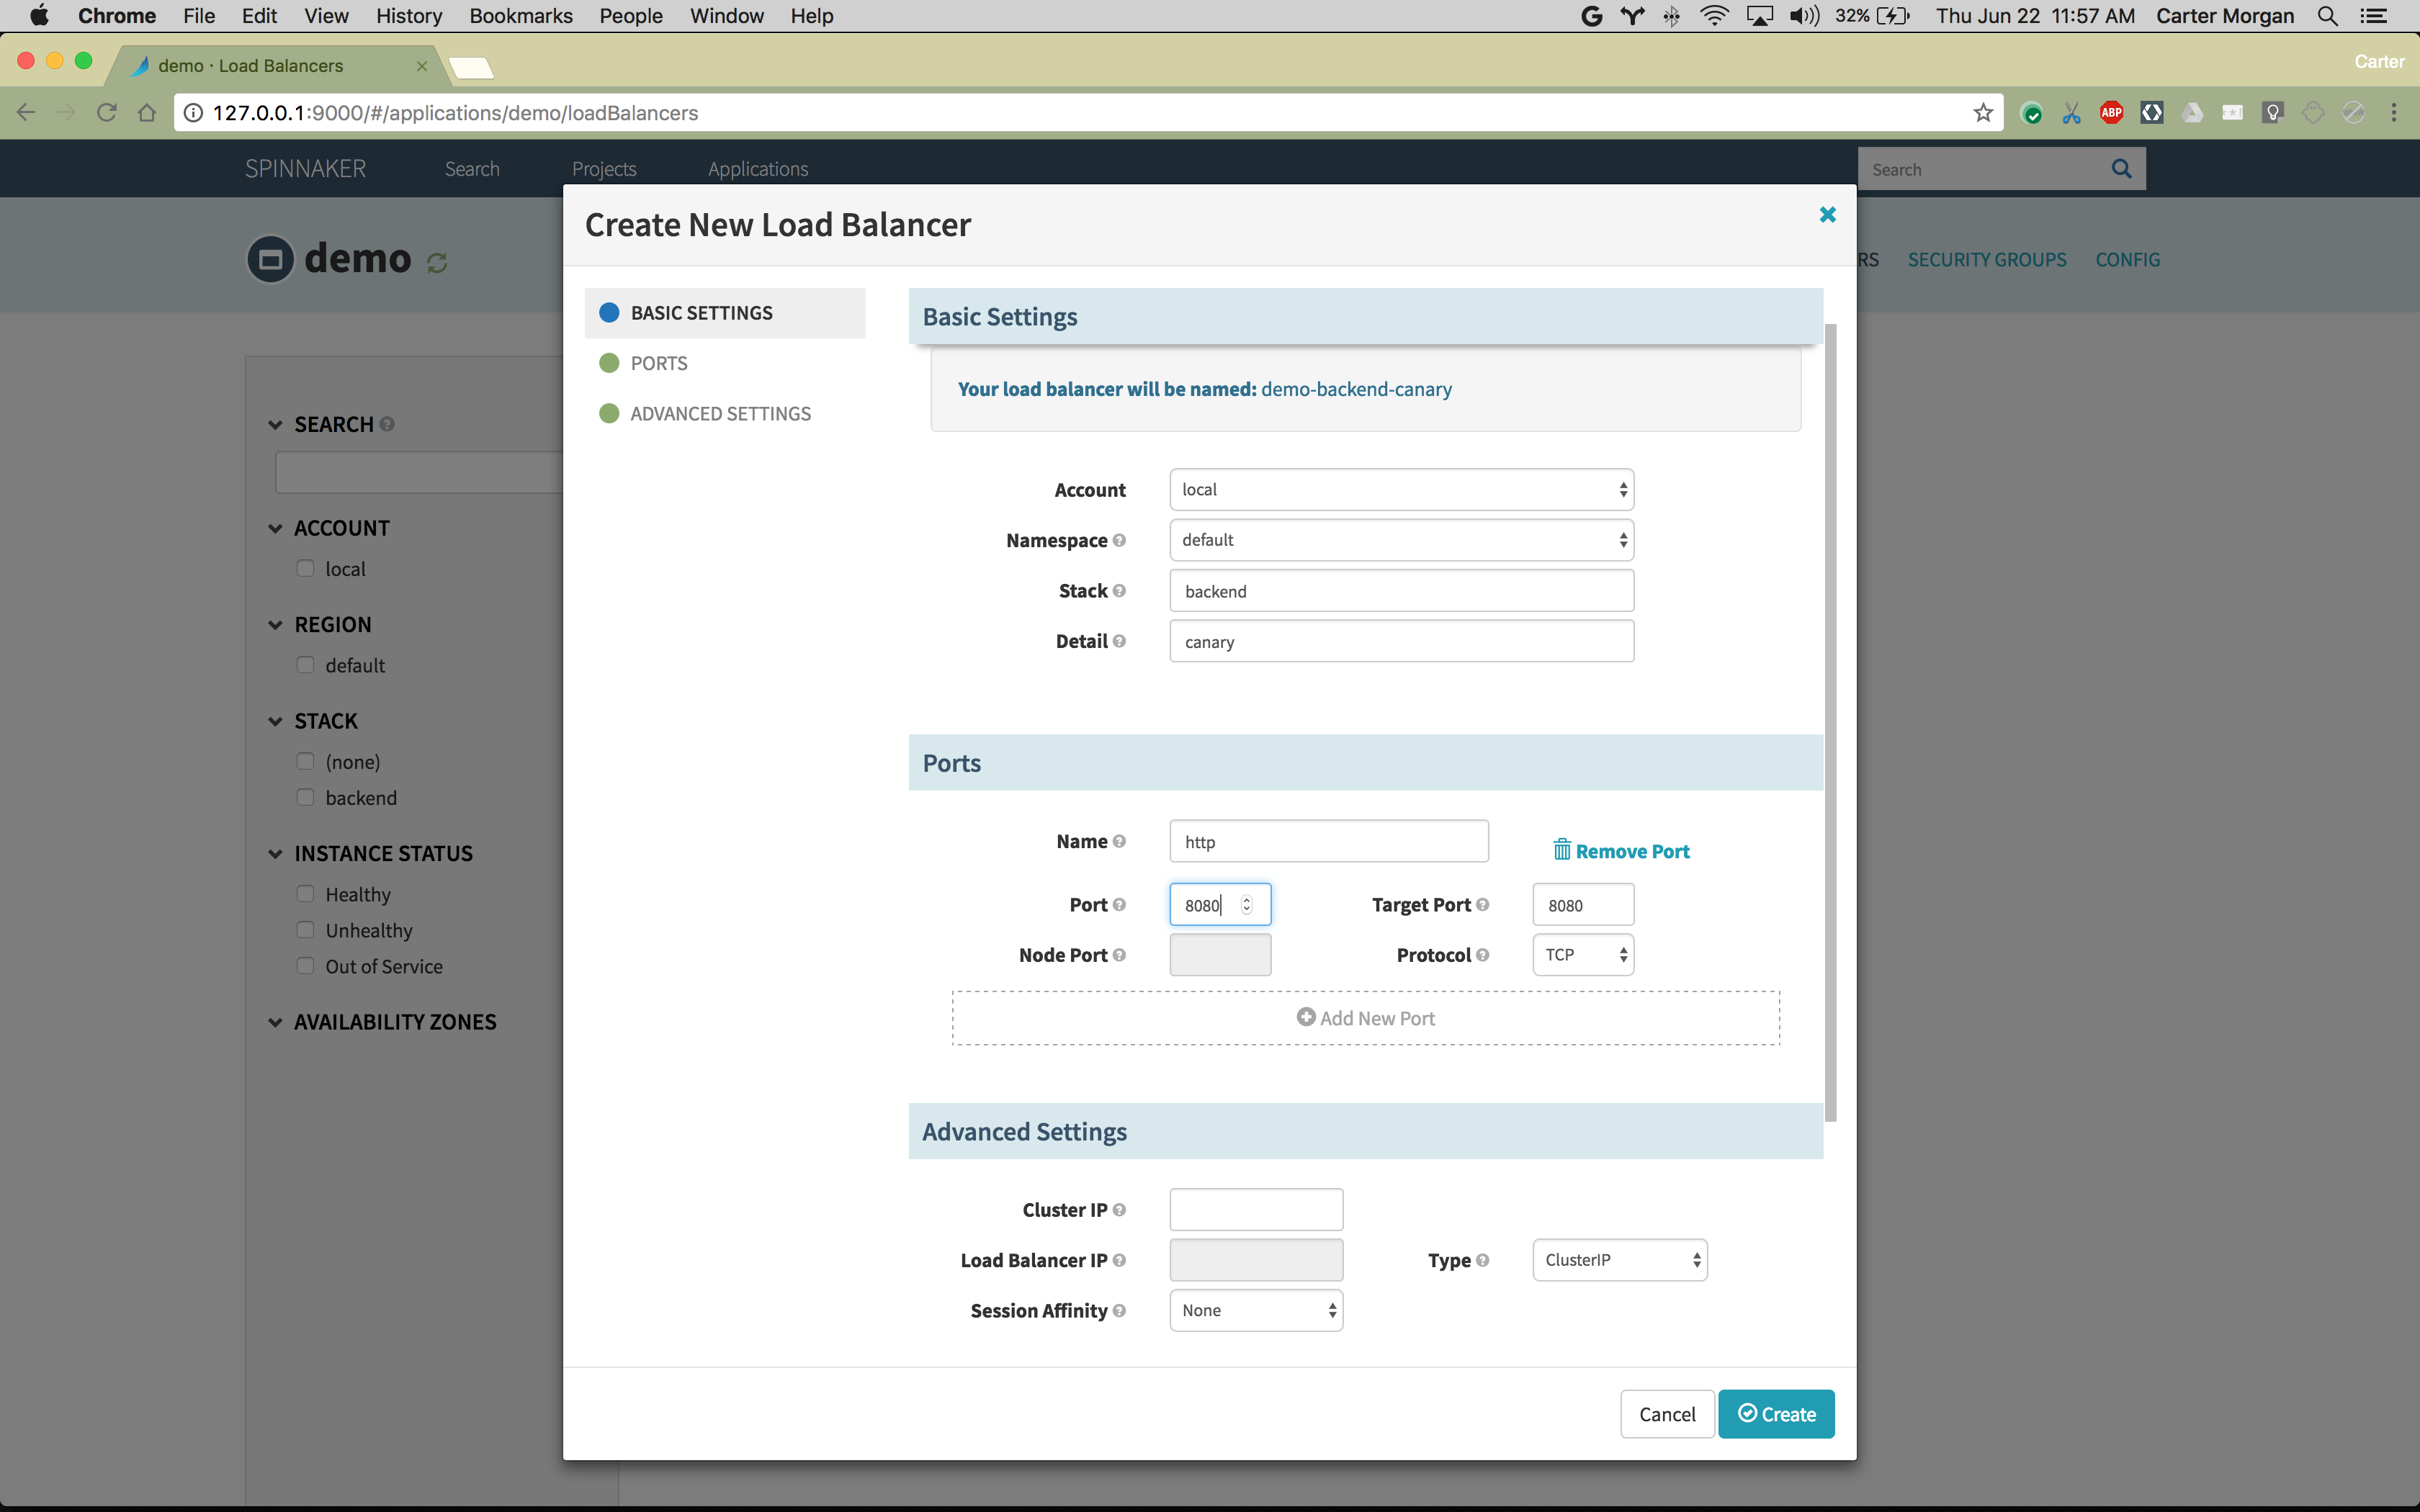 Chrome File Edit View History Bookmarks People Window Help 32% Thu Jun 22 11:57 AM Carter Morgan
demo · Load Balancers
Carter
127.0.0.1:9000/#/applications/demo/loadBalancers
ABP
SPINNAKER Search Projects Applications Search
Create New Load Balancer
demo
RS SECURITY GROUPS CONFIG
BASIC SETTINGS
PORTS
ADVANCED SETTINGS
Basic Settings
Your load balancer will be named: demo-backend-canary
Account local
Namespace default
Stack backend
Detail canary
Ports
Name http Remove Port
Port 8080 Target Port 8080
Node Port Protocol TCP
Add New Port
Advanced Settings
Cluster IP
Load Balancer IP Type ClusterIP
Session Affinity None
Cancel Create
SEARCH
ACCOUNT
local
REGION
default
STACK
(none)
backend
INSTANCE STATUS
Healthy
Unhealthy
Out of Service
AVAILABILITY ZONES